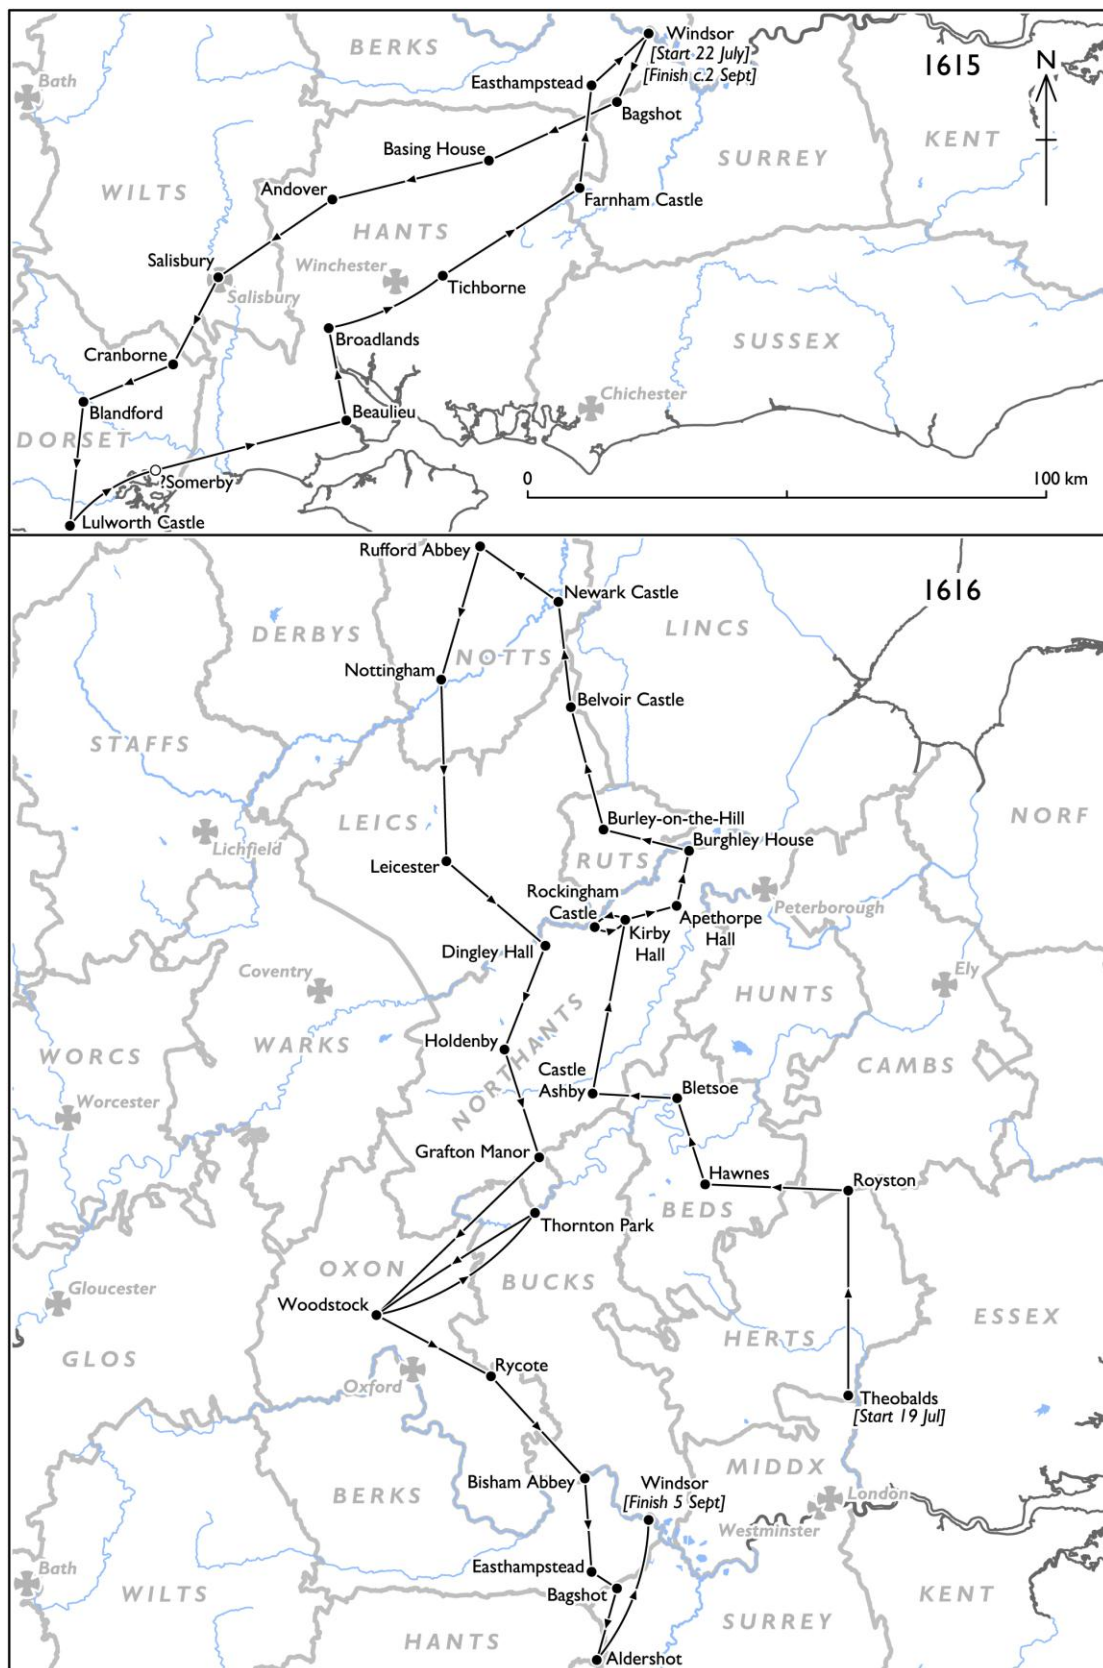 BERKS
Windsor
[Start 22 July]
[Finish c.2 Sept]
1615
N
Bath
Easthampstead
Bagshot
KENT
Basing House
SURREY
WILTS
Andover
Farnham Castle
HANTS
Salisbury
Winchester
Salisbury
Tichborne
Broadlands
SUSSEX
Cranborne
Blandford
Beaulieu
Chichester
DORSET
?Somerby
0
100 km
Lulworth Castle
Rufford Abbey
1616
Newark Castle
DERBYS
LINCS
NOTTS
Nottingham
Belvoir Castle
STAFFS
LEICS
Burley-on-the-Hill
NORF
Lichfield
Burghley House
Leicester
RUTS
Rockingham
Castle
Peterborough
Apethorpe
Hall
Kirby
Hall
Dingley Hall
Coventry
Ely
HUNTS
Holdenby
NORTHANTS
WORCS
WARKS
CAMBS
Castle
Ashby
Bletsoe
Worcester
Grafton Manor
Hawnes
Royston
BEDS
Thornton Park
OXON
BUCKS
Gloucester
Woodstock
ESSEX
HERTS
GLOS
Rycote
Oxford
Theobalds
[Start 19 Jul]
MIDDX
Bisham Abbey
Windsor
[Finish 5 Sept]
London
BERKS
Westminster
Bath
Easthampstead
WILTS
Bagshot
KENT
SURREY
HANTS
Aldershot